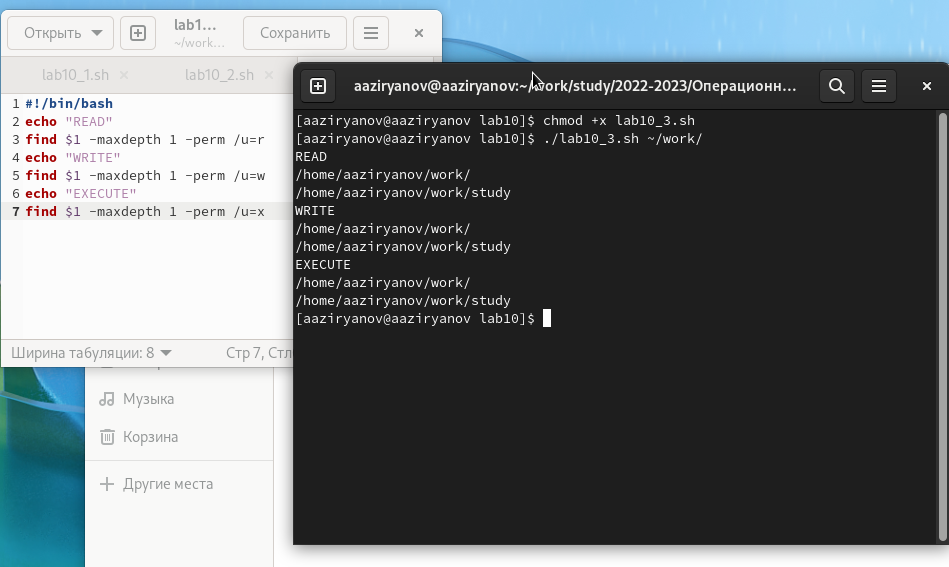 Открыть
lab1...
~/work...
Сохранить
lab10_1.sh
lab10_2.sh
1 #!/bin/bash
2 echo "READ"
3 find $1 -maxdepth 1 -perm /u=r
4 echo "WRITE"
5 find $1 -maxdepth 1 -perm /u=w
6 echo "EXECUTE"
7 find $1 -maxdepth 1 -perm /u=x
Ширина табуляции: 8
Стр 7, Стл
Музыка
Корзина
Другие места
aaziryanov@aaziryanov:~/work/study/2022-2023/Операционн...
[aaziryanov@aaziryanov lab10]$ chmod +x lab10_3.sh
[aaziryanov@aaziryanov lab10]$ ./lab10_3.sh ~/work/
READ
/home/aaziryanov/work/
/home/aaziryanov/work/study
WRITE
/home/aaziryanov/work/
/home/aaziryanov/work/study
EXECUTE
/home/aaziryanov/work/
/home/aaziryanov/work/study
[aaziryanov@aaziryanov lab10]$